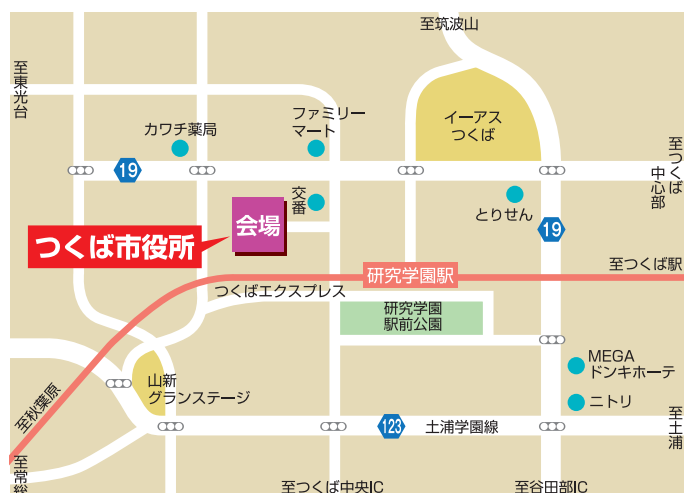 至筑波山
至東光台
カワチ薬局
ファミリー
マート
イーアス
つくば
至つくば
中心部
19
交番
会場
とりせん
19
つくば市役所
研究学園駅
至つくば駅
つくばエクスプレス
研究学園
駅前公園
MEGA
ドンキホーテ
山新
グランステージ
ニトリ
至秋葉原
123
土浦学園線
至土浦
至常総
至つくば中央IC
至谷田部IC